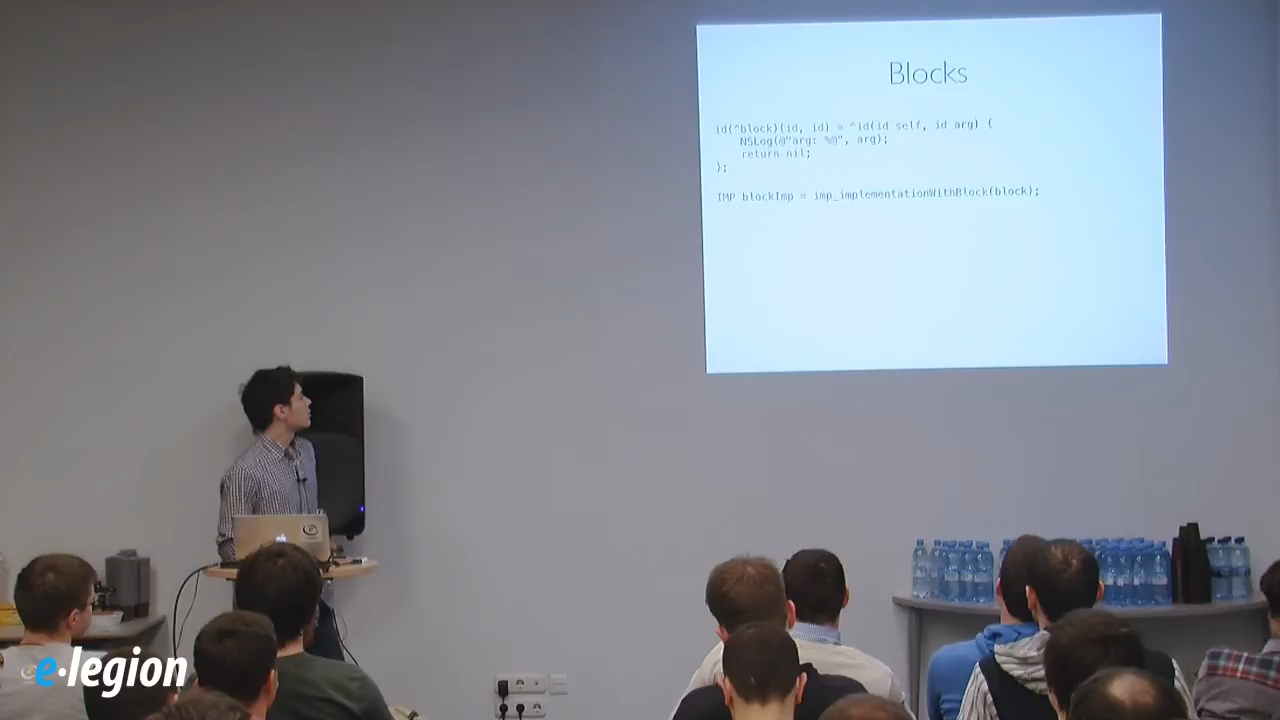 Blocks
id(^block)(id, id) = ^id(id self, id arg) {
NSLog(@"arg: %@", arg);
return nil;
};
IMP blockImp = imp_implementationWithBlock(block);
e-legion